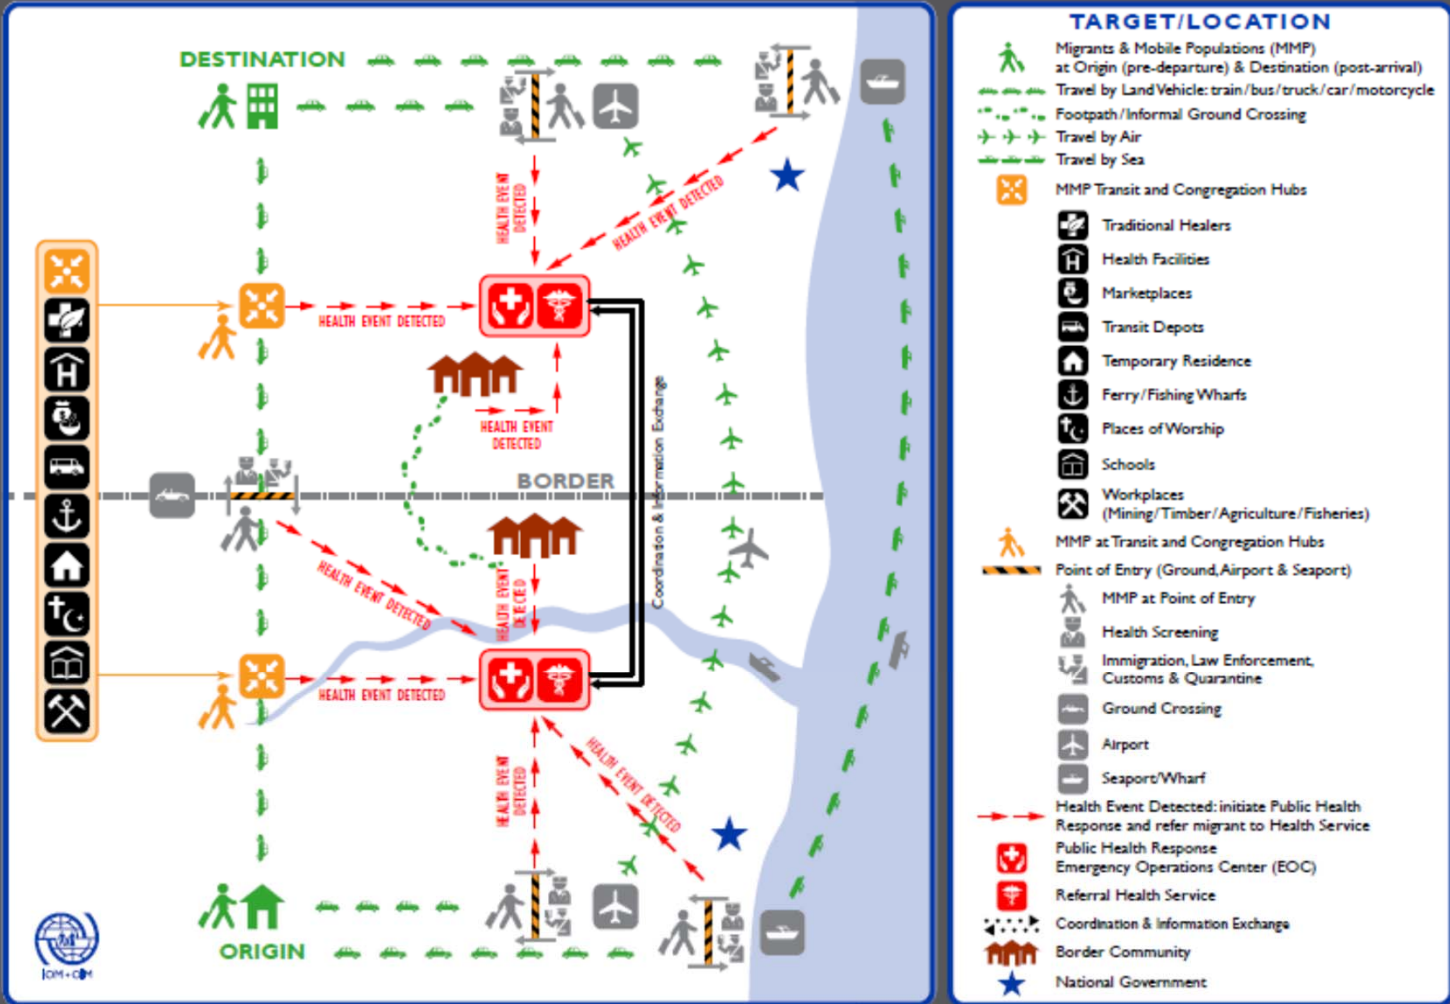 DESTINATION
HEALTH EVENT
DETECTED
HEALTH EVENT DETECTED
HEALTH EVENT DETECTED
HEALTH EVENT
DETECTED
Coordination & Information Exchange
BORDER
HEALTH EVENT DETECTED
HEALTH EVENT
DETECTED
HEALTH EVENT DETECTED
HEALTH EVENT
DETECTED
HEALTH EVENT DETECTED
ORIGIN
IOM • OIM
TARGET/LOCATION
Migrants & Mobile Populations (MMP)
at Origin (pre-departure) & Destination (post-arrival)
Travel by Land Vehicle: train/bus/truck/car/motorcycle
Footpath/Informal Ground Crossing
Travel by Air
Travel by Sea
MMP Transit and Congregation Hubs
Traditional Healers
Health Facilities
Marketplaces
Transit Depots
Temporary Residence
Ferry/Fishing Wharfs
Places of Worship
Schools
Workplaces
(Mining/Timber/Agriculture/Fisheries)
MMP at Transit and Congregation Hubs
Point of Entry (Ground, Airport & Seaport)
MMP at Point of Entry
Health Screening
Immigration, Law Enforcement,
Customs & Quarantine
Ground Crossing
Airport
Seaport/Wharf
Health Event Detected: initiate Public Health
Response and refer migrant to Health Service
Public Health Response
Emergency Operations Center (EOC)
Referral Health Service
Coordination & Information Exchange
Border Community
National Government